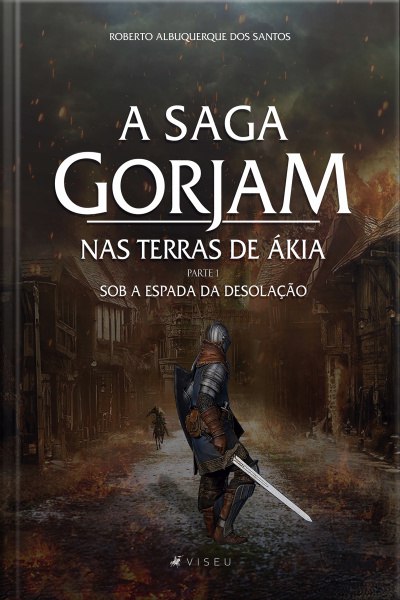 ROBERTO ALBUQUERQUE DOS SANTOS
A SAGA
GORJAM
NAS TERRAS DE ÁKIA
PARTE 1
SOB A ESPADA DA DESOLAÇÃO
VISEU